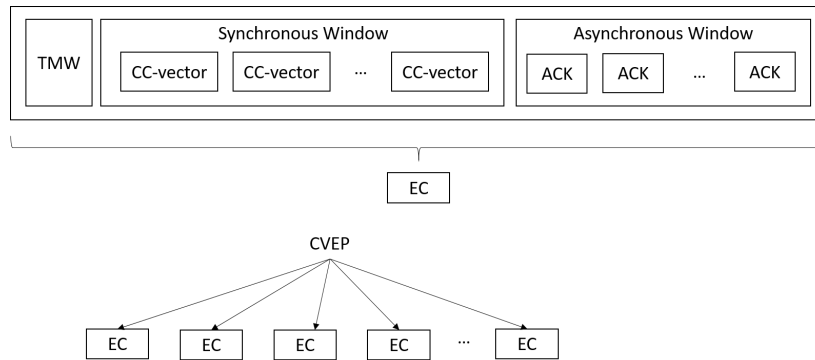 Synchronous Window
Asynchronous Window
TMW
CC-vector CC-vector ... CC-vector
ACK ACK ... ACK
EC
CVEP
EC EC EC EC ... EC